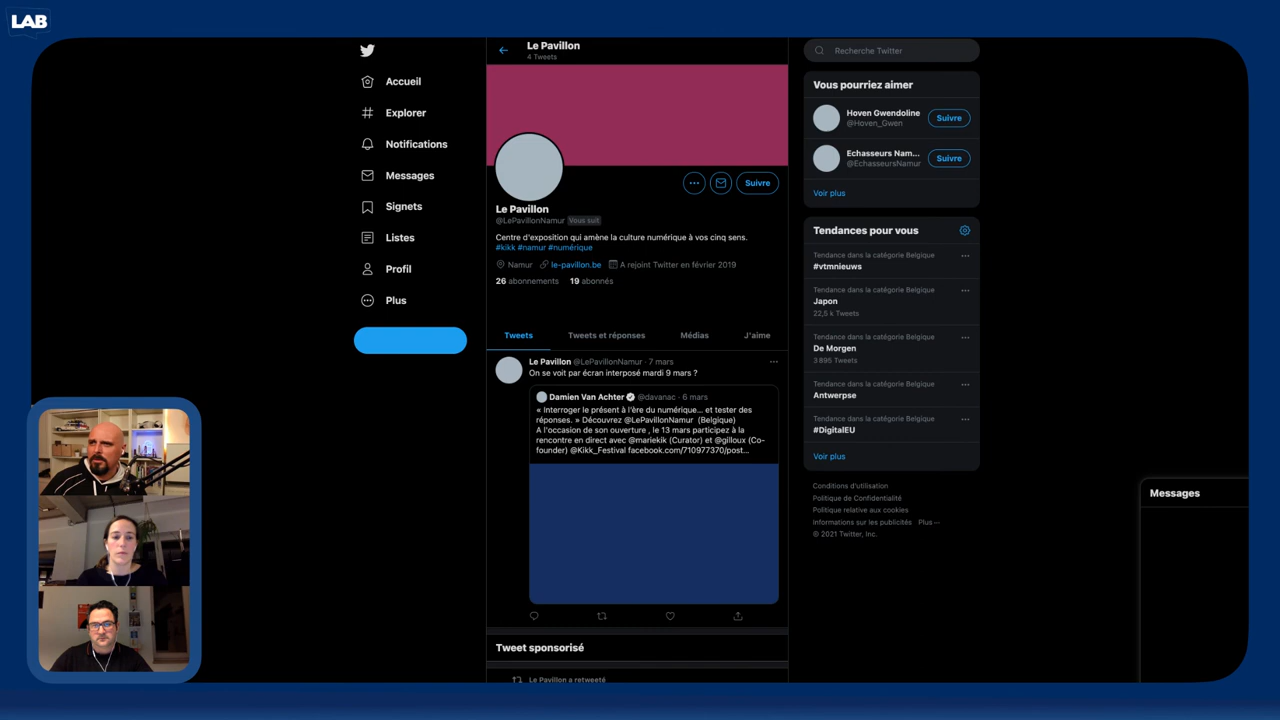 LAB
Accueil
Explorer
Notifications
Messages
Signets
Listes
Profil
Plus
Le Pavillon
4 Tweets
Suivre
Le Pavillon
@LePavillonNamur Vous suit
Centre d'exposition qui amène la culture numérique à vos cinq sens.
#kikk #namur #numérique
Namur le-pavillon.be A rejoint Twitter en février 2019
26 abonnements 19 abonnés
Tweets Tweets et réponses Médias J'aime
Le Pavillon @LePavillonNamur · 7 mars
On se voit par écran interposé mardi 9 mars ?
Damien Van Achter @davanac · 6 mars
« Interroger le présent à l'ère du numérique... et tester des
réponses. » Découvrez @LePavillonNamur (Belgique)
A l'occasion de son ouverture , le 13 mars participez à la
rencontre en direct avec @mariekik (Curator) et @gilloux (Co-
founder) @Kikk_Festival facebook.com/710977370/post...
Tweet sponsorisé
Le Pavillon a retweeté
Recherche Twitter
Vous pourriez aimer
Hoven Gwendoline
@Hoven_Gwen
Suivre
Echasseurs Nam...
@EchasseursNamur
Suivre
Voir plus
Tendances pour vous
Tendance dans la catégorie Belgique
#vtmnieuws
Tendance dans la catégorie Belgique
Japon
22,5 k Tweets
Tendance dans la catégorie Belgique
De Morgen
3 895 Tweets
Tendance dans la catégorie Belgique
Antwerpse
Tendance dans la catégorie Belgique
#DigitalEU
Voir plus
Conditions d'utilisation
Politique de Confidentialité
Politique relative aux cookies
Informations sur les publicités Plus
© 2021 Twitter, Inc.
Messages